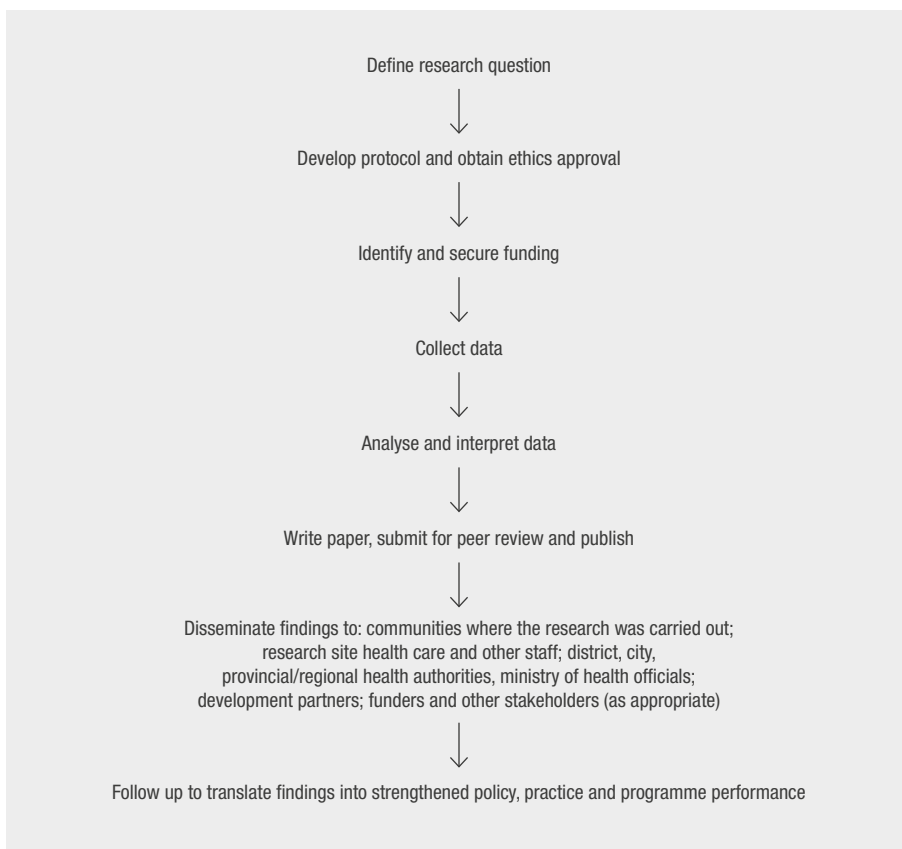 Define research question
Develop protocol and obtain ethics approval
Identify and secure funding
Collect data
Analyse and interpret data
Write paper, submit for peer review and publish
Disseminate findings to: communities where the research was carried out;
research site health care and other staff; district, city,
provincial/regional health authorities, ministry of health officials;
development partners; funders and other stakeholders (as appropriate)
Follow up to translate findings into strengthened policy, practice and programme performance